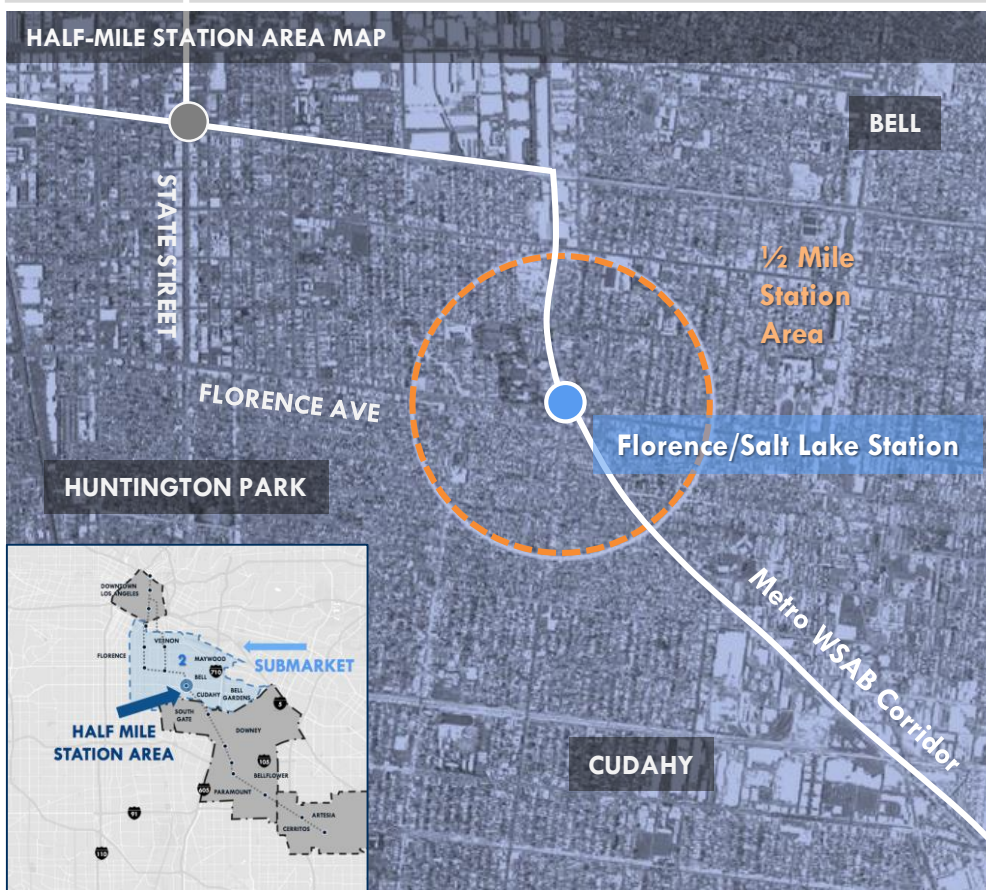 HALF-MILE STATION AREA MAP
BELL
STATE STREET
½ Mile
Station
Area
FLORENCE AVE
Florence/Salt Lake Station
HUNTINGTON PARK
Metro WSAB Corridor
CUDAHY
DOWNTOWN
LOS ANGELES
VERNON
FLORENCE
2
MAYWOOD
710
SUBMARKET
BELL
CUDAHY
BELL
GARDENS
5
SOUTH
GATE
HALF MILE
STATION AREA
DOWNEY
105
BELLFLOWER
605
PARAMOUNT
91
ARTESIA
CERRITOS
110